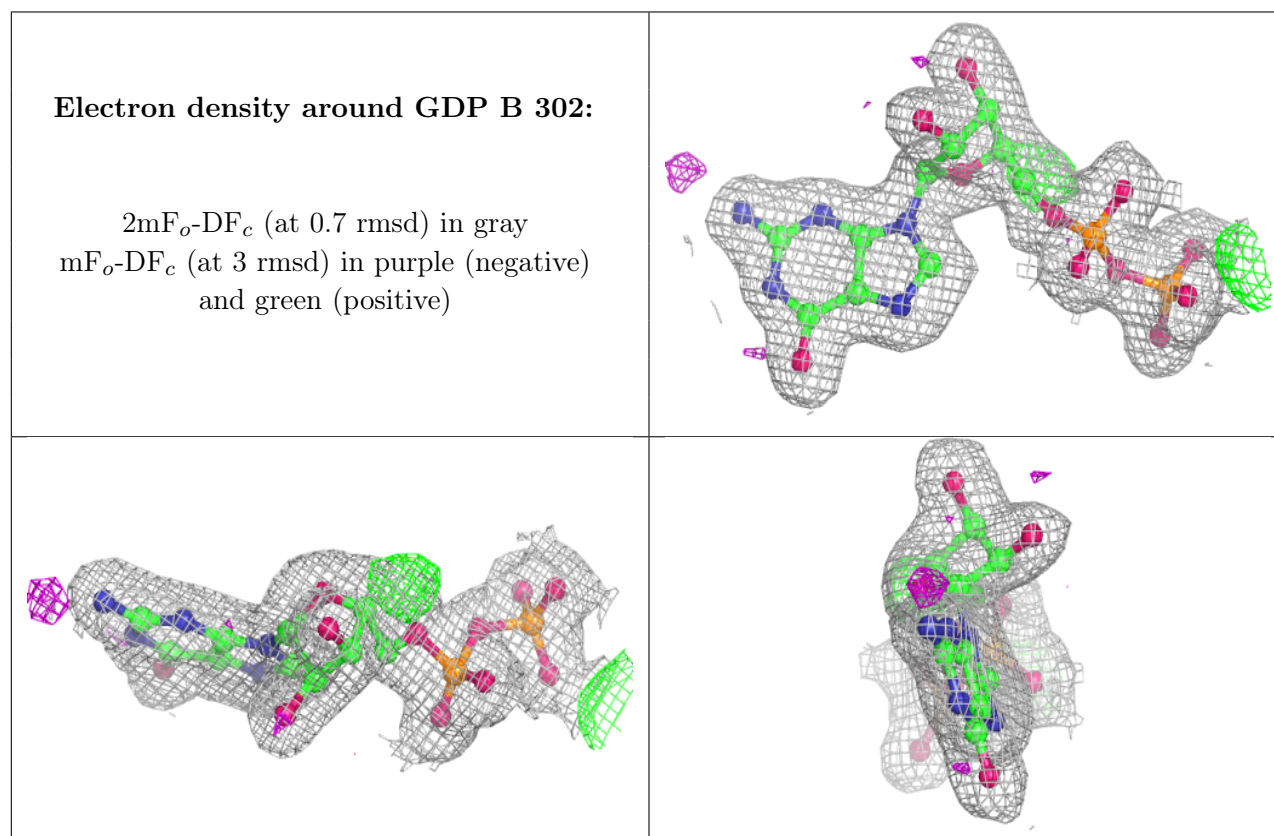 Electron density around GDP B 302:
2mFo-DFc (at 0.7 rmsd) in gray
mFo-DFc (at 3 rmsd) in purple (negative)
and green (positive)